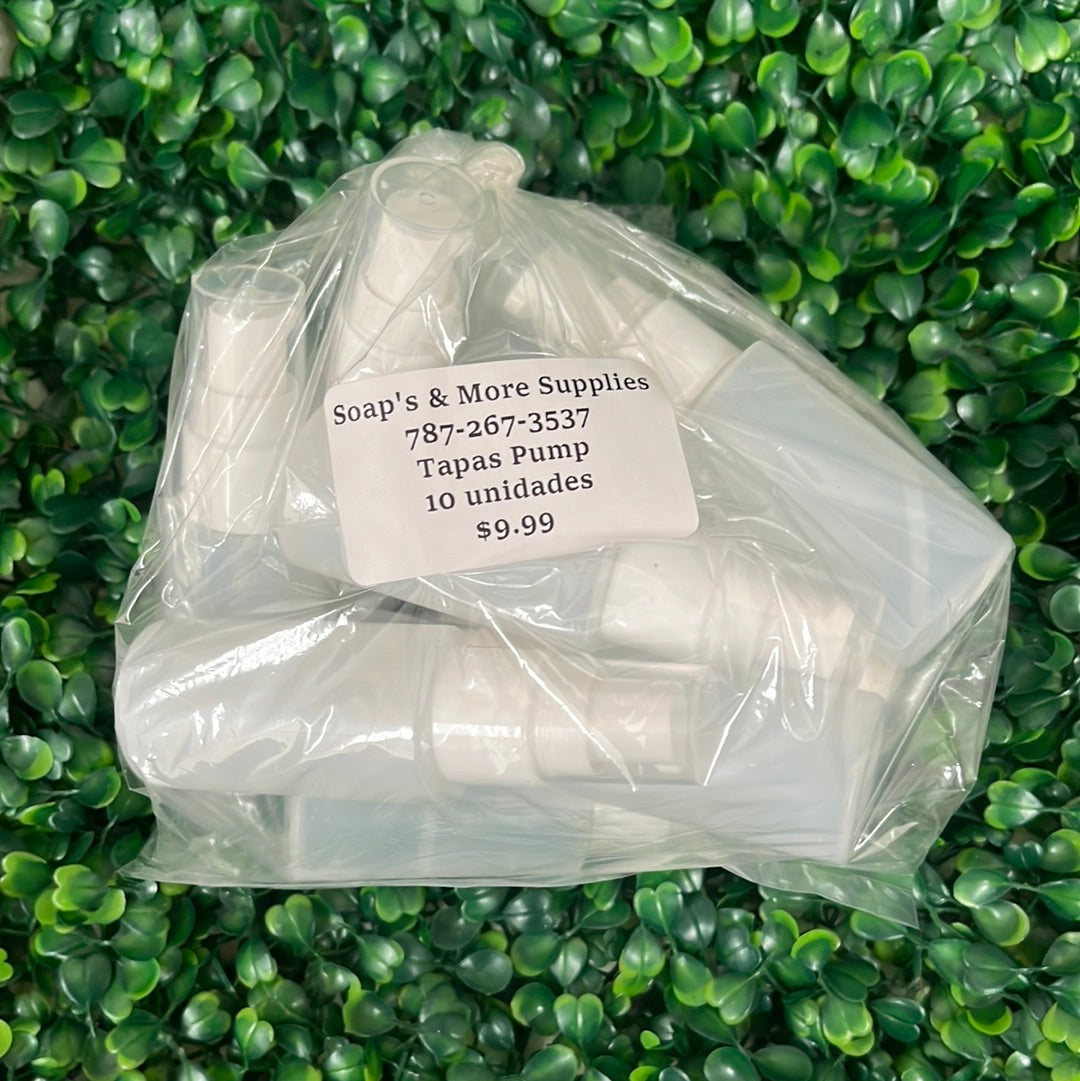 Soap's & More Supplies
787-267-3537
Tapas Pump
10 unidades
$9.99